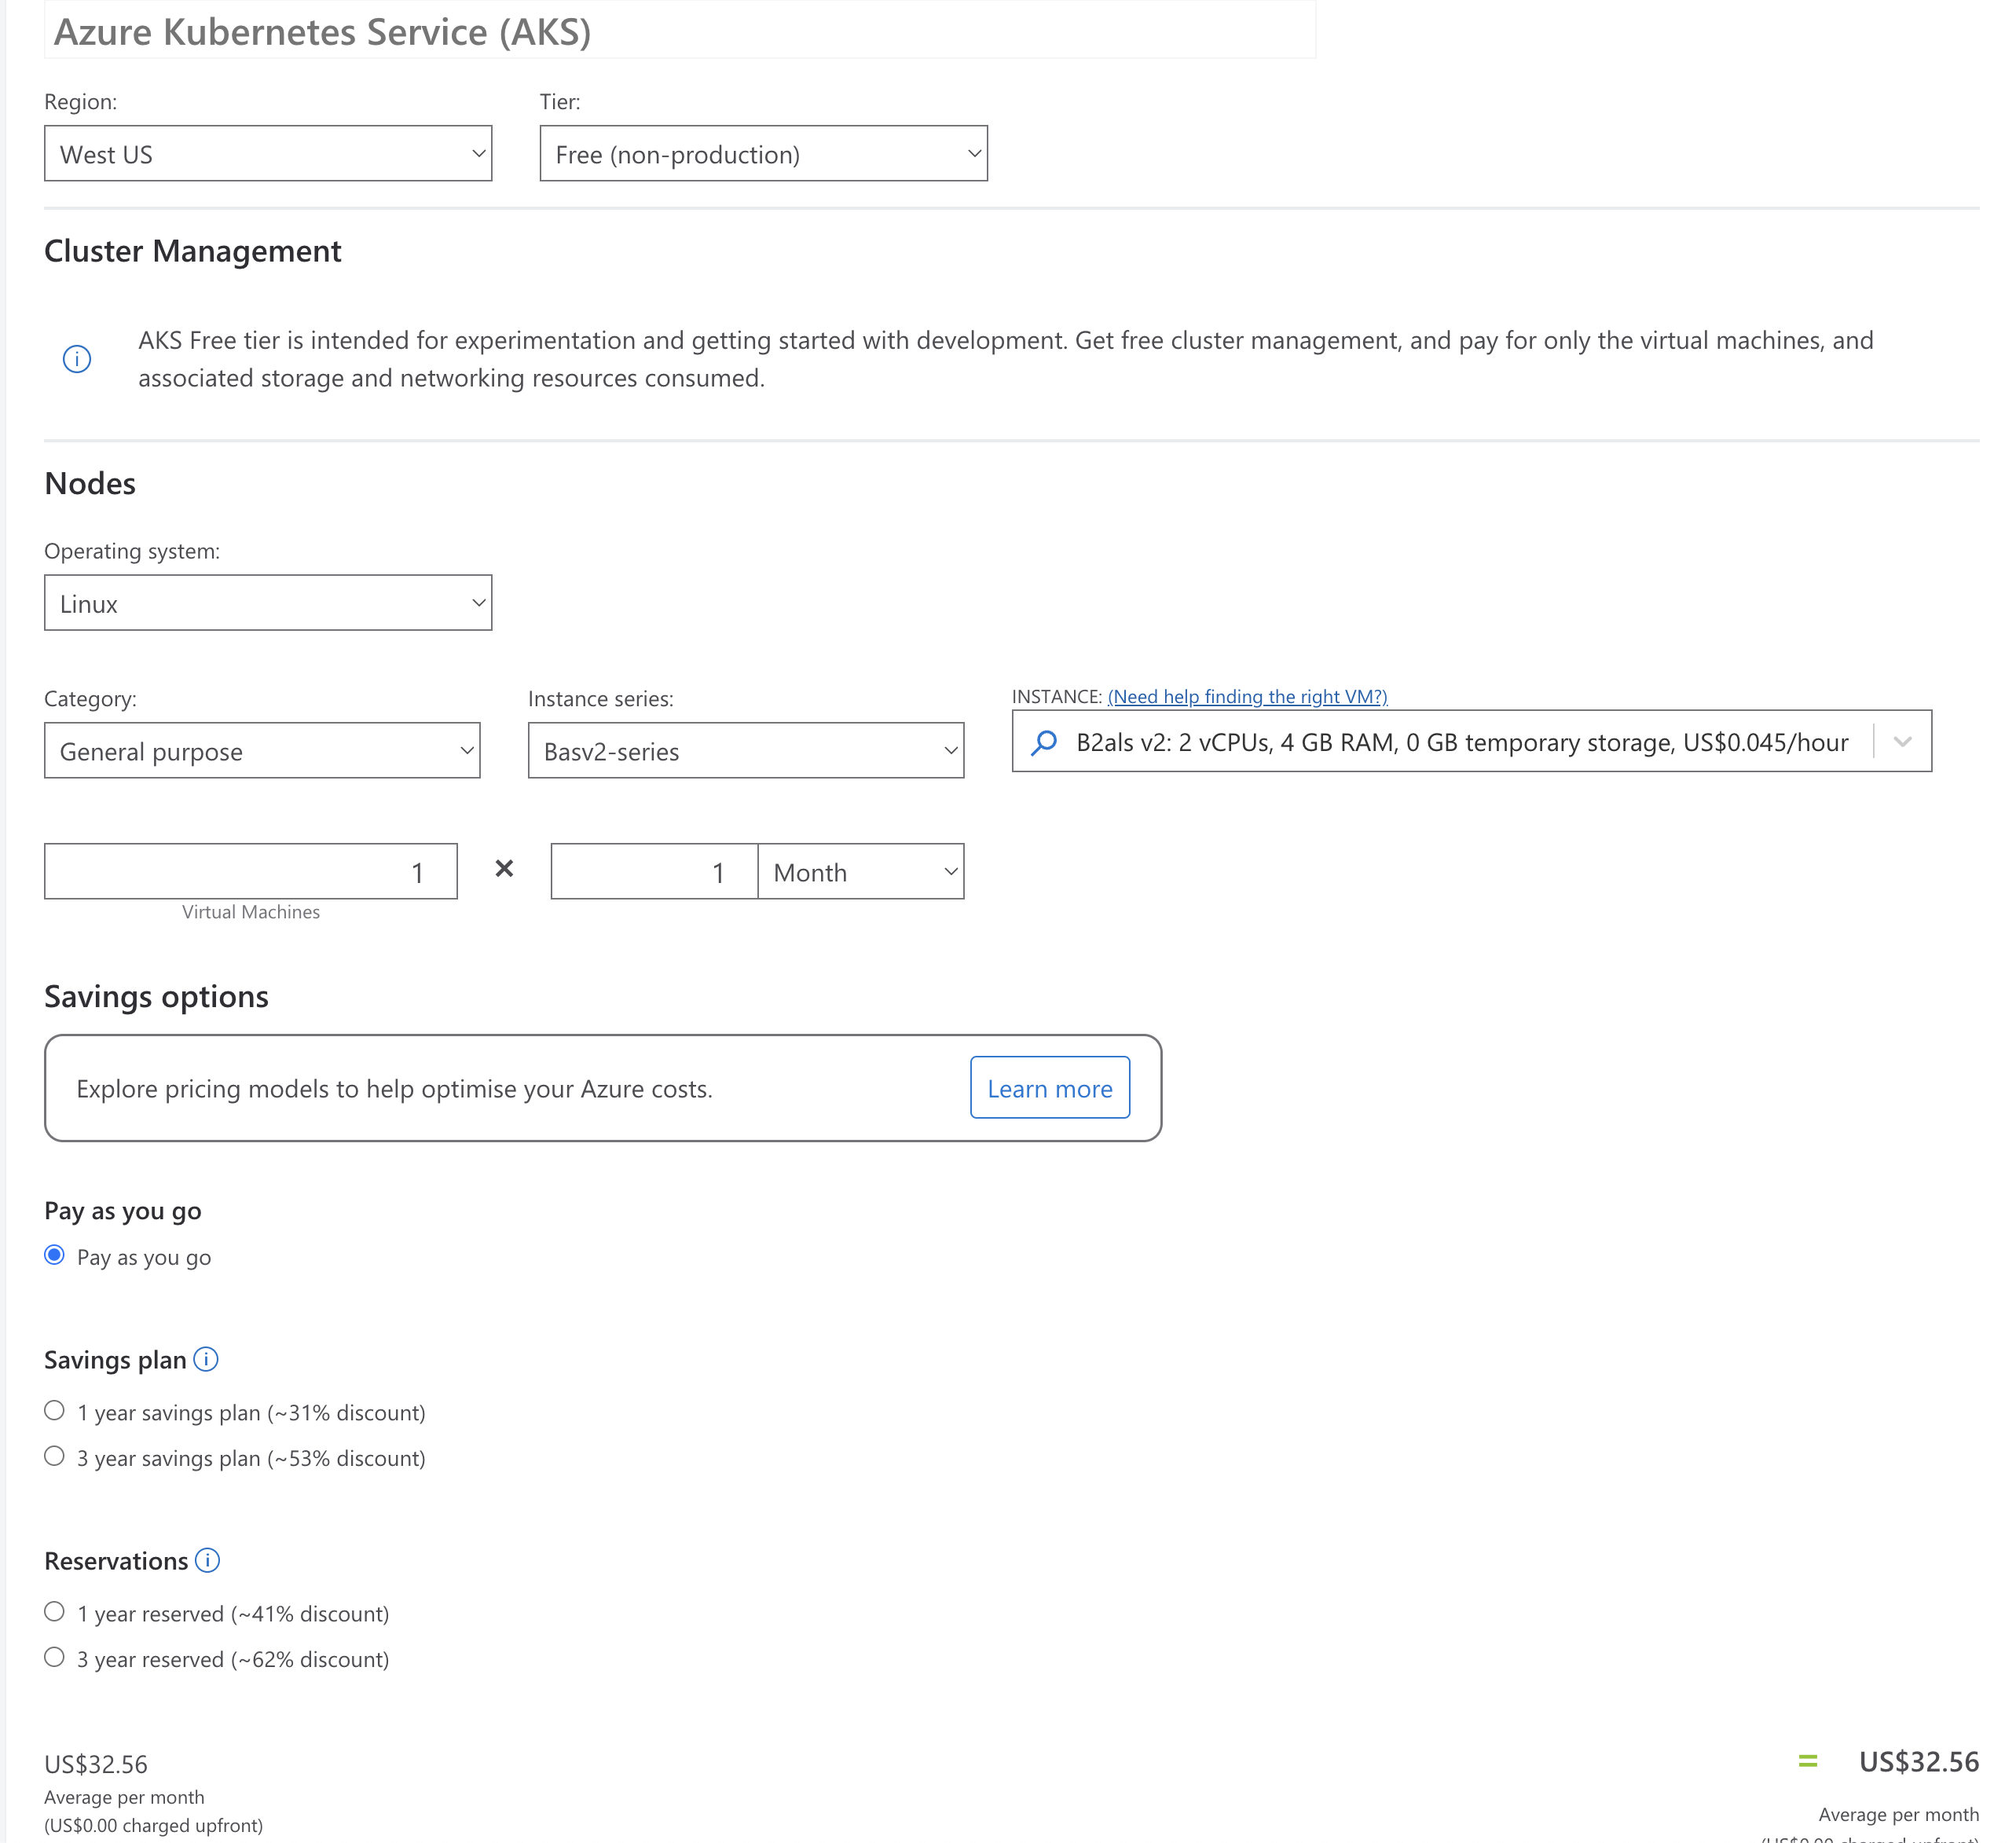 Azure Kubernetes Service (AKS)
Region:
Tier:
West US
Free (non-production)
Cluster Management
AKS Free tier is intended for experimentation and getting started with development. Get free cluster management, and pay for only the virtual machines, and
associated storage and networking resources consumed.
Nodes
Operating system:
Linux
Category:
Instance series:
INSTANCE: (Need help finding the right VM?)
General purpose
Basv2-series
B2als v2: 2 vCPUs, 4 GB RAM, 0 GB temporary storage, US$0.045/hour
1
×
1
Month
Virtual Machines
Savings options
Explore pricing models to help optimise your Azure costs.
Learn more
Pay as you go
Pay as you go
Savings plan
1 year savings plan (~31% discount)
3 year savings plan (~53% discount)
Reservations
1 year reserved (~41% discount)
3 year reserved (~62% discount)
US$32.56
Average per month
(US$0.00 charged upfront)
= US$32.56
Average per month